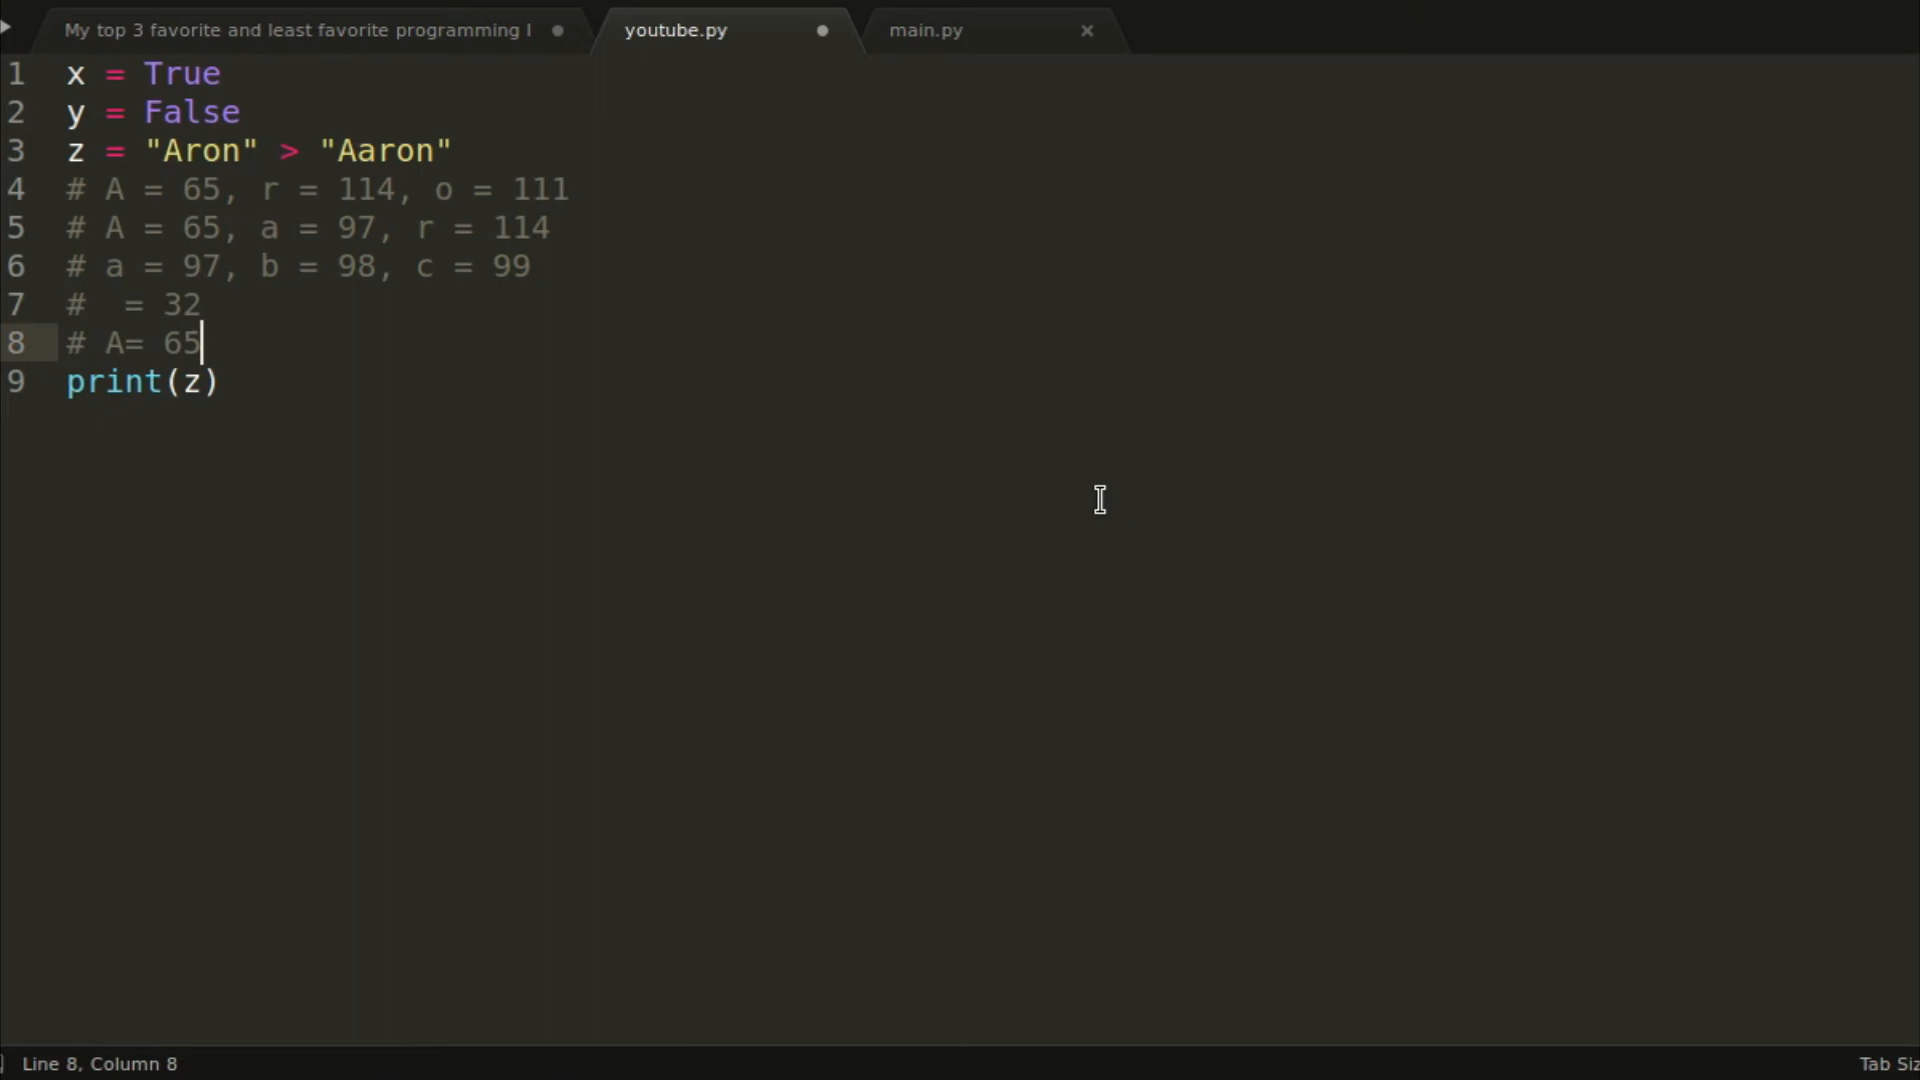 My top 3 favorite and least favorite programming l
youtube.py
main.py
1 x = True
2 y = False
3 z = "Aron" > "Aaron"
4 # A = 65, r = 114, o = 111
5 # A = 65, a = 97, r = 114
6 # a = 97, b = 98, c = 99
7 #  = 32
8 # A= 65
9 print(z)
Line 8, Column 8
Tab Siz